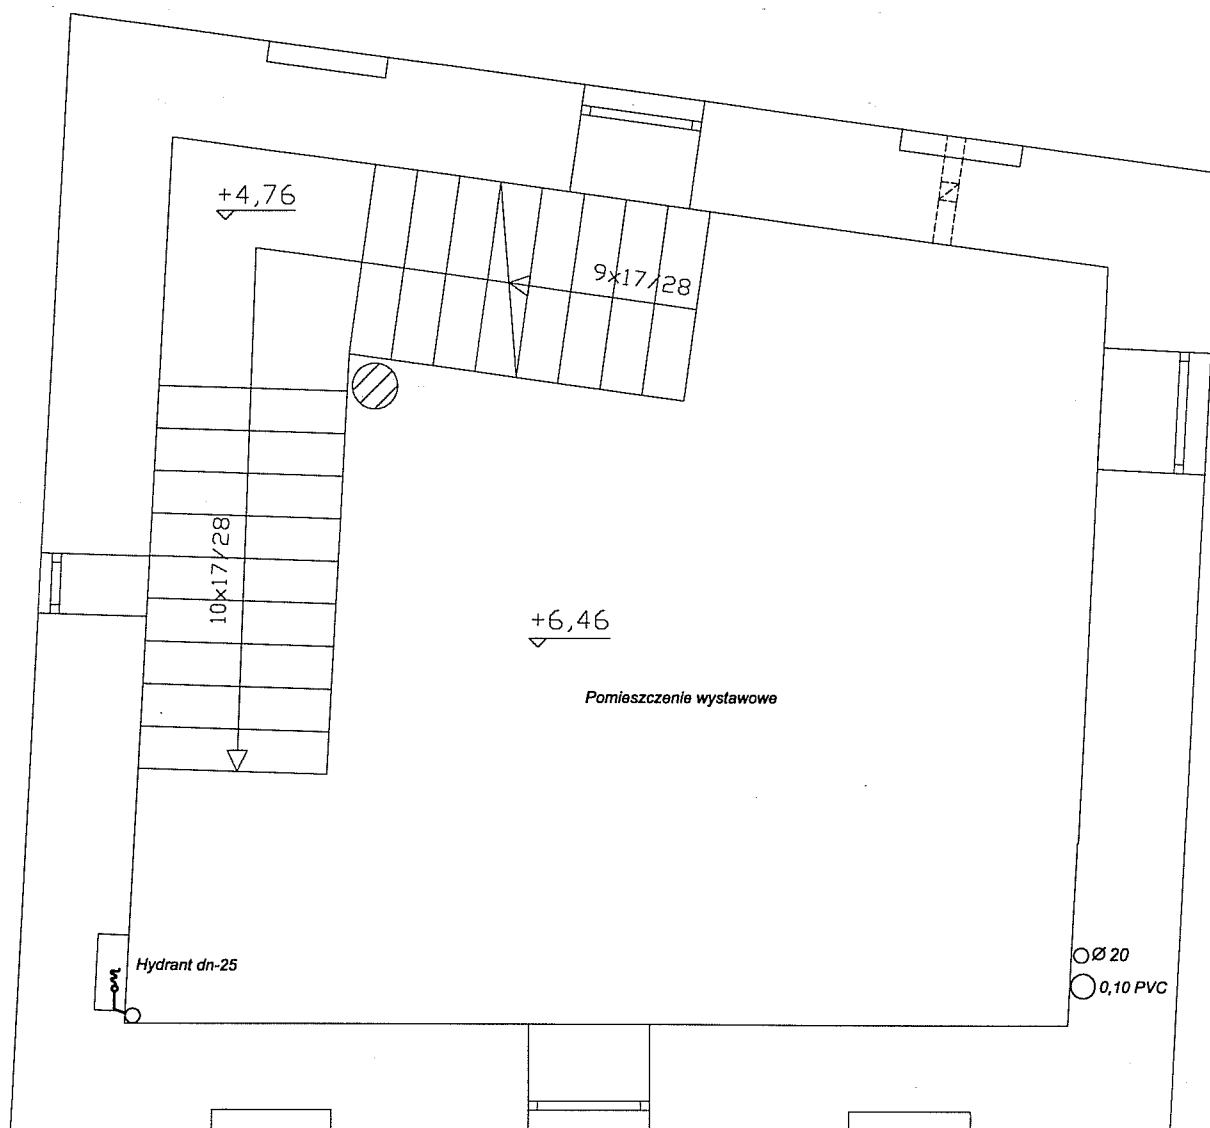 +4,76
9x17/28
10x17/28
+6,46
Pomieszczenie wystawowe
Hydrant dn-25
Ø 20
0,10 PVC